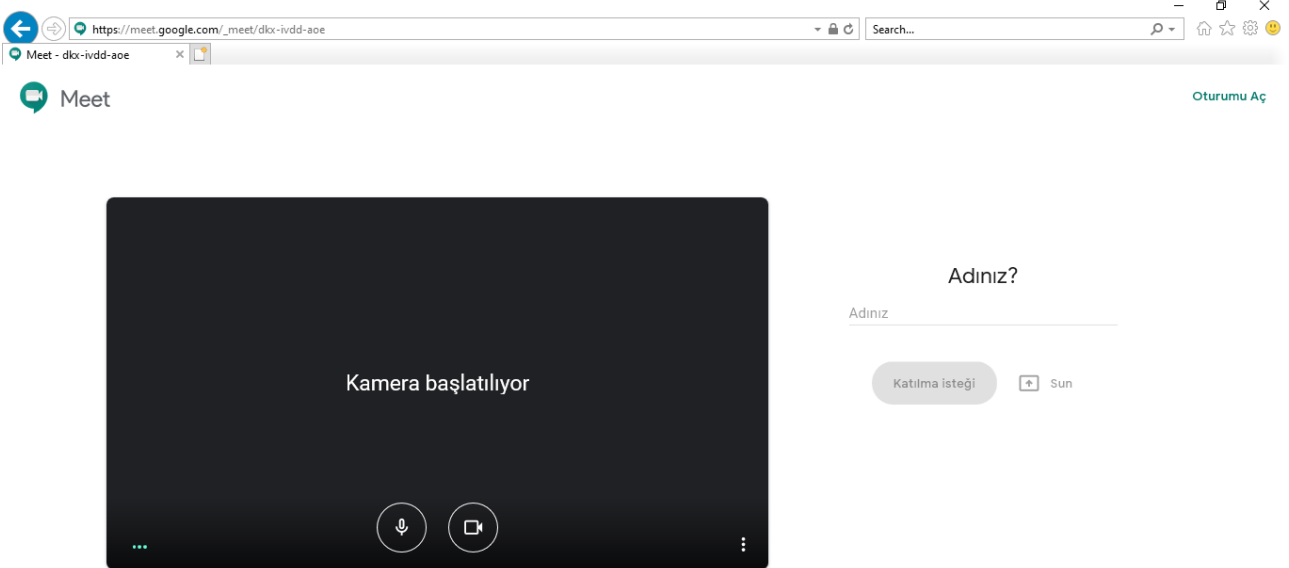 https://meet.google.com/_meet/dkx-ivdd-aoe
Search...
Meet - dkx-ivdd-aoe
Meet
Oturumu Aç
Adınız?
Adınız
Kamera başlatılıyor
Katılma isteği
Sun